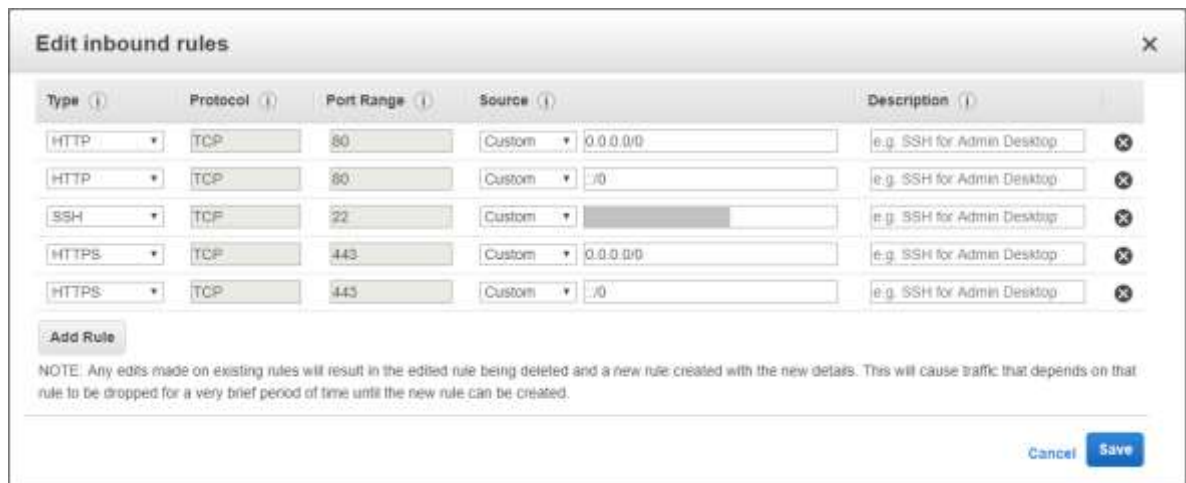 Edit inbound rules
Type Protocol Port Range Source Description
HTTP TCP 80 Custom 0.0.0.0/0 e.g. SSH for Admin Desktop
HTTP TCP 80 Custom ::/0 e.g. SSH for Admin Desktop
SSH TCP 22 Custom e.g. SSH for Admin Desktop
HTTPS TCP 443 Custom 0.0.0.0/0 e.g. SSH for Admin Desktop
HTTPS TCP 443 Custom ::/0 e.g. SSH for Admin Desktop
Add Rule
NOTE: Any edits made on existing rules will result in the edited rule being deleted and a new rule created with the new details. This will cause traffic that depends on that
rule to be dropped for a very brief period of time until the new rule can be created.
Cancel Save